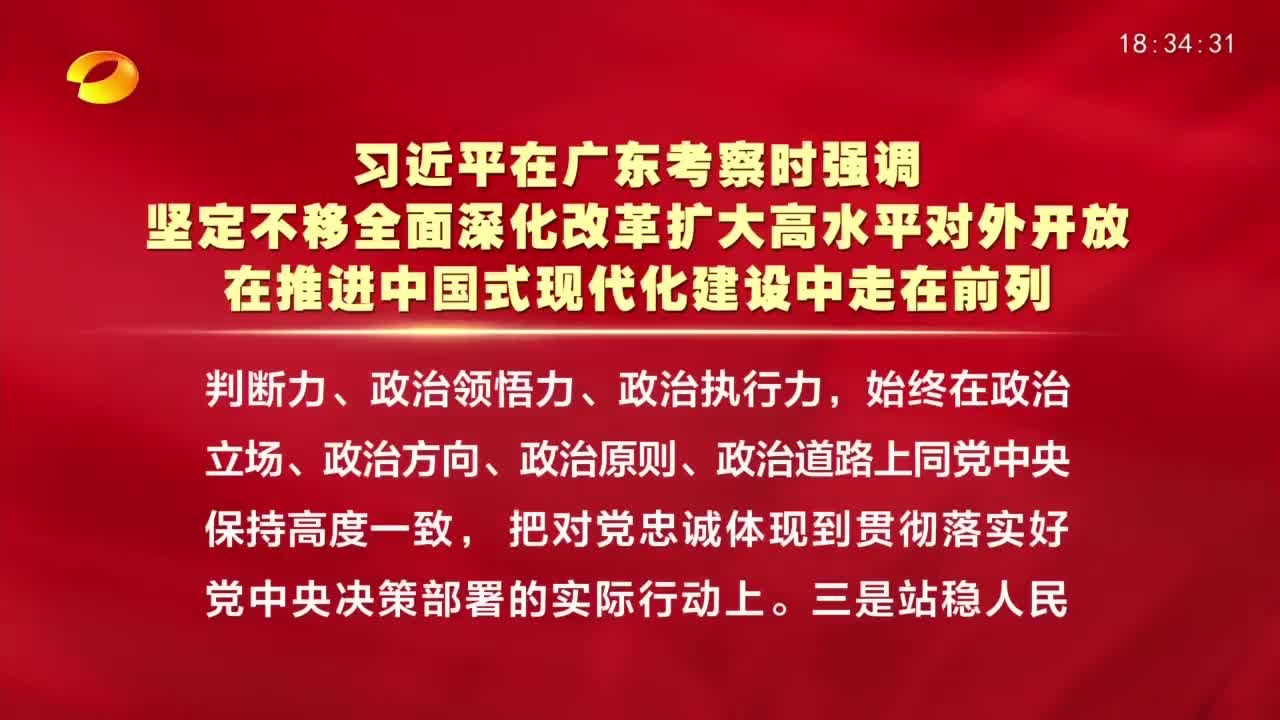 18:34:31
习近平在广东考察时强调
坚定不移全面深化改革扩大高水平对外开放
在推进中国式现代化建设中走在前列
判断力、政治领悟力、政治执行力，始终在政治
立场、政治方向、政治原则、政治道路上同党中央
保持高度一致，把对党忠诚体现到贯彻落实好
党中央决策部署的实际行动上。三是站稳人民